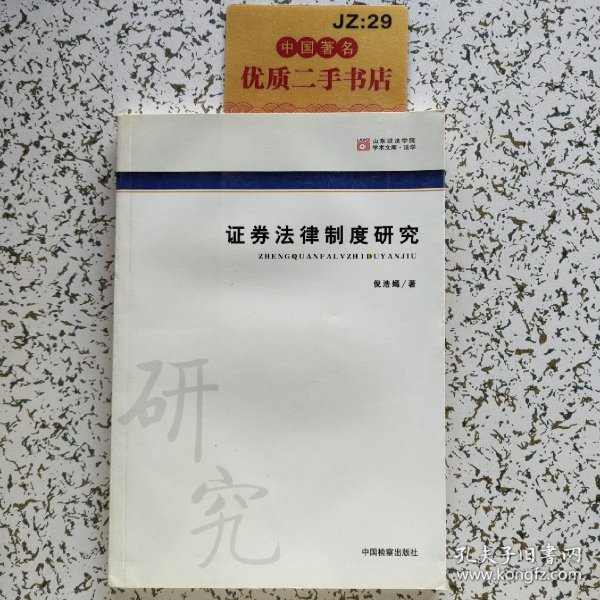 JZ:29
中国著名
优质二手书店
山东政法学院
学术文库·法学
证券法律制度研究
ZHENGQUANFALVZHIDUYANJIU
倪浩嫣/著
研
究
中国检察出版社
孔夫子旧书网
www.kongfz.com